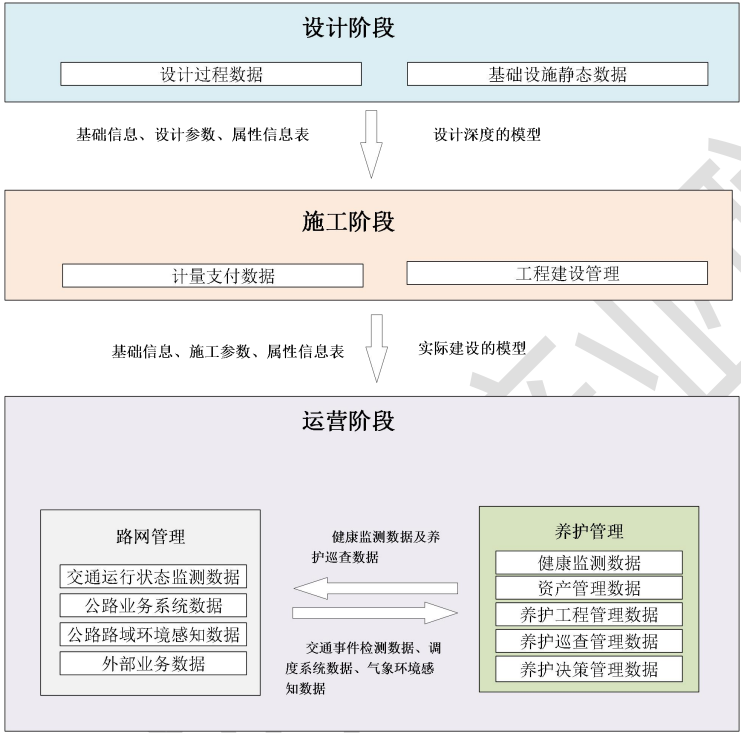 设计阶段
设计过程数据
基础设施静态数据
基础信息、设计参数、属性信息表
设计深度的模型
施工阶段
计量支付数据
工程建设管理
基础信息、施工参数、属性信息表
实际建设的模型
运营阶段
路网管理
交通运行状态监测数据
公路业务系统数据
公路路域环境感知数据
外部业务数据
健康监测数据及养
护巡查数据
交通事件检测数据、调
度系统数据、气象环境感
知数据
养护管理
健康监测数据
资产管理数据
养护工程管理数据
养护巡查管理数据
养护决策管理数据